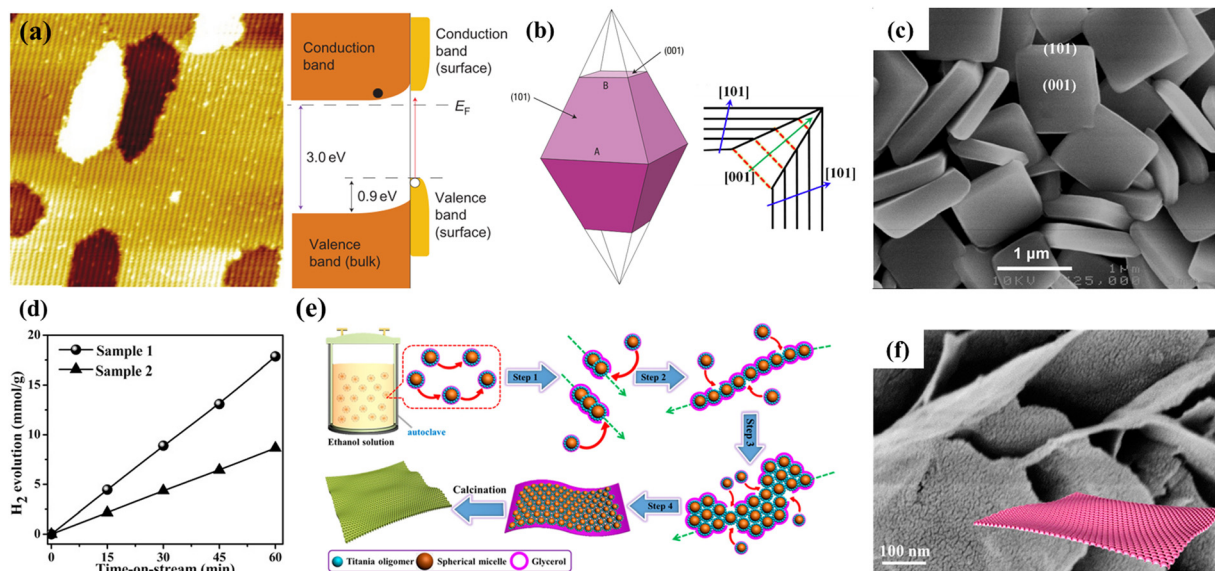 (a)
Conduction
band
Conduction
band
(surface)
E_F
3.0 eV
0.9 eV
Valence
band (bulk)
Valence
band
(surface)
(b)
(001)
B
(101)
A
[101]
[001]
[101]
(c)
(101)
(001)
1 μm
1μm
10KV
(d)
H2 evolution (mmol/g)
20
15
10
5
0
Sample 1
Sample 2
0 15 30 45 60
Time-on-stream (min)
(e)
Ethanol solution
autoclave
Step 1
Step 2
Step 3
Step 4
Calcination
Titania oligomer
Spherical micelle
Glycerol
(f)
100 nm